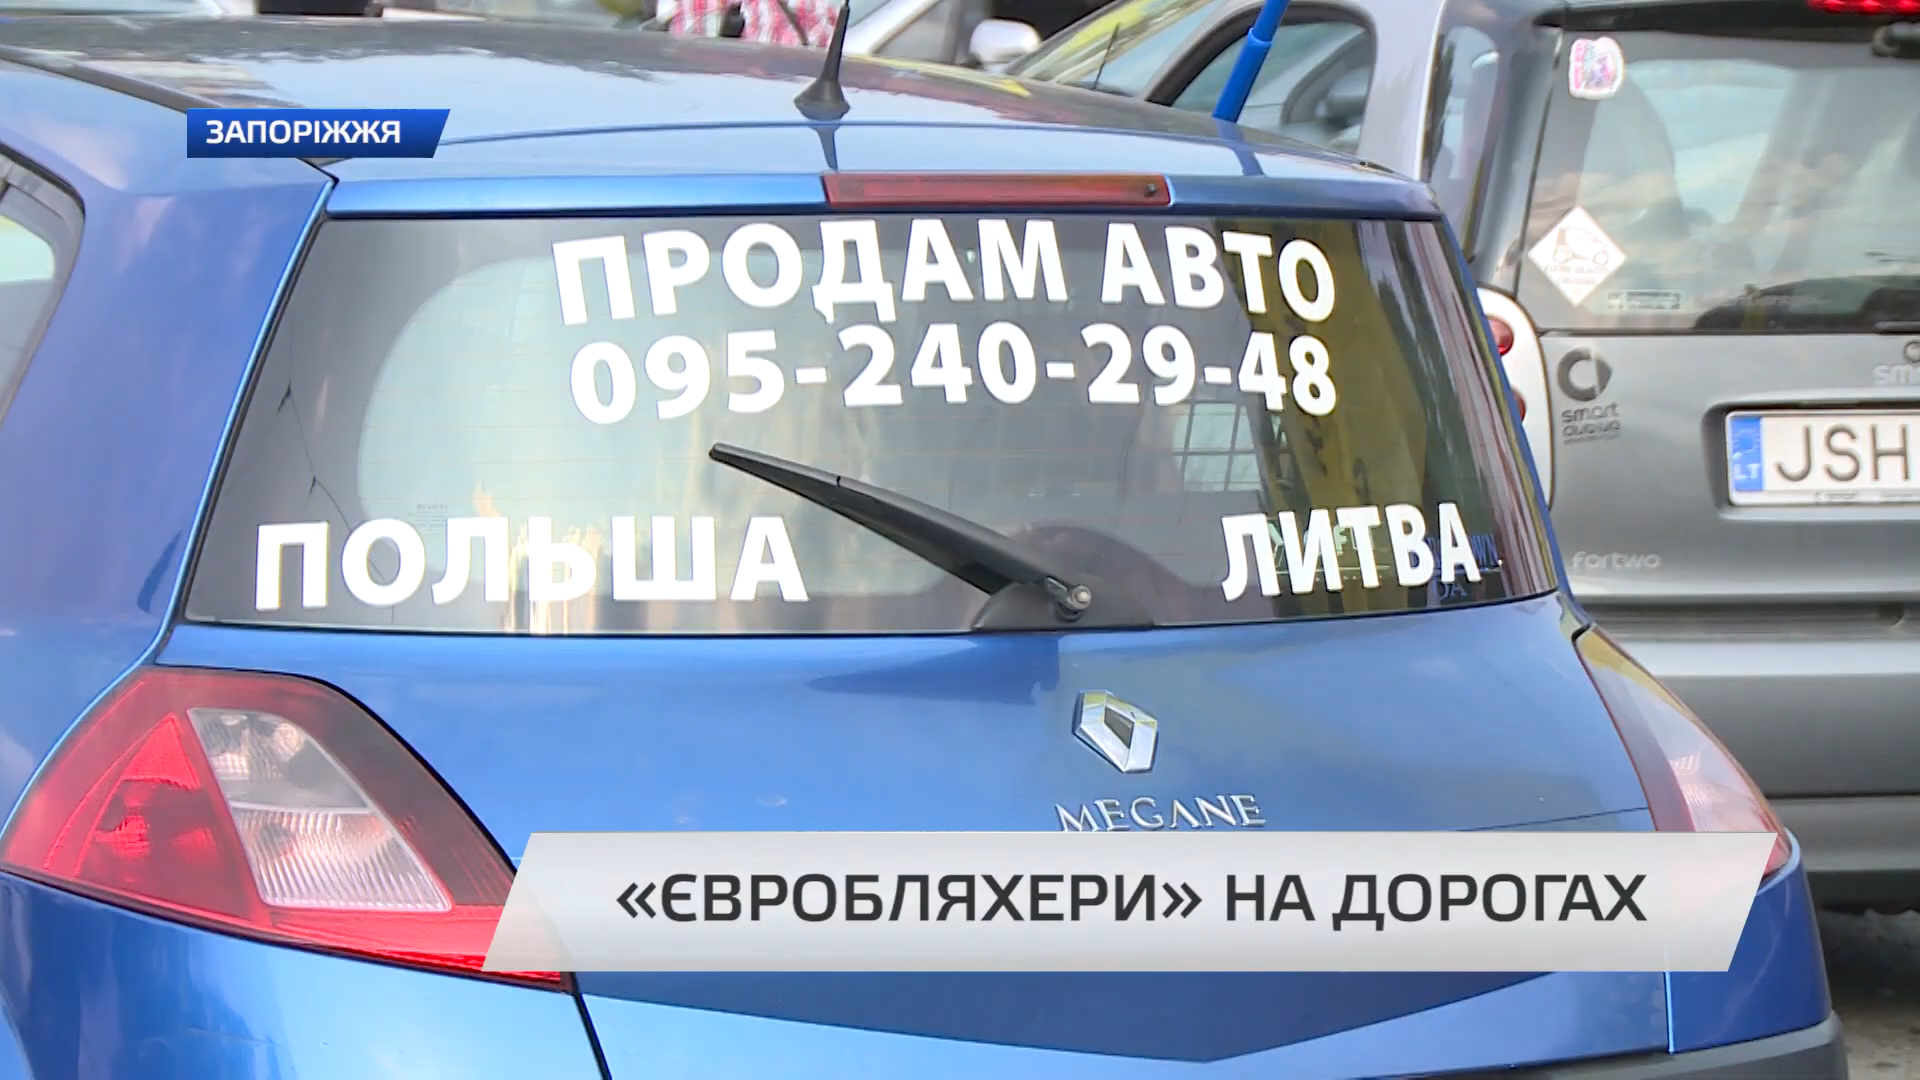 ЗАПОРІЖЖЯ
ПРОДАМ АВТО
095-240-29-48
ПОЛЬША
ЛИТВА
LT JSH
smart
fortwo
MEGANE
«ЄВРОБЛЯХЕРИ» НА ДОРОГАХ